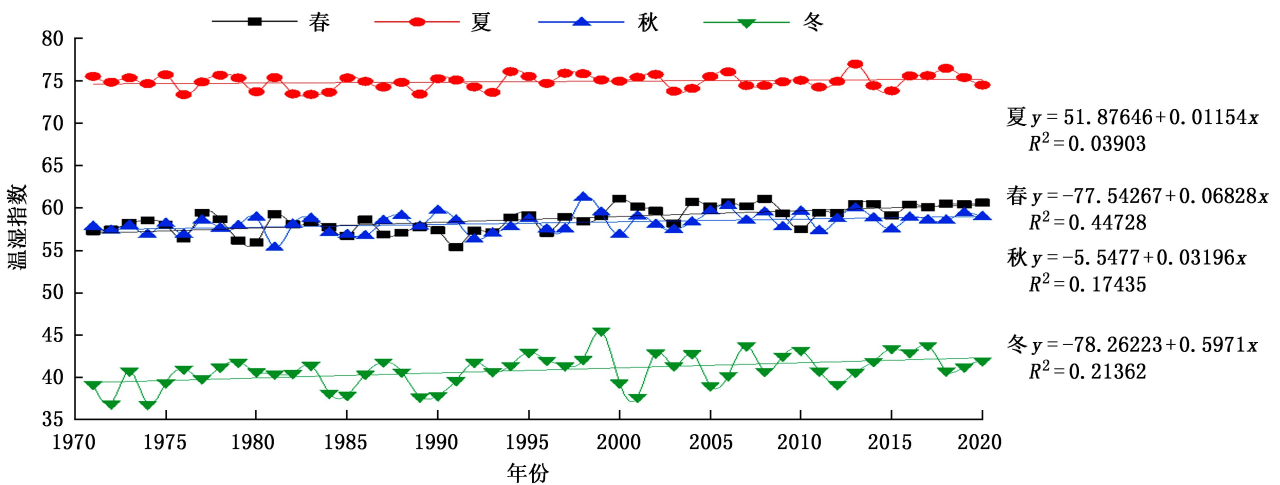 春 夏 秋 冬
80
75
70
65
60
55
50
45
40
35
温湿指数
1970 1975 1980 1985 1990 1995 2000 2005 2010 2015 2020
年份
夏 y=51.87646+0.01154x
R²=0.03903
春 y=-77.54267+0.06828x
R²=0.44728
秋 y=-5.5477+0.03196x
R²=0.17435
冬 y=-78.26223+0.5971x
R²=0.21362